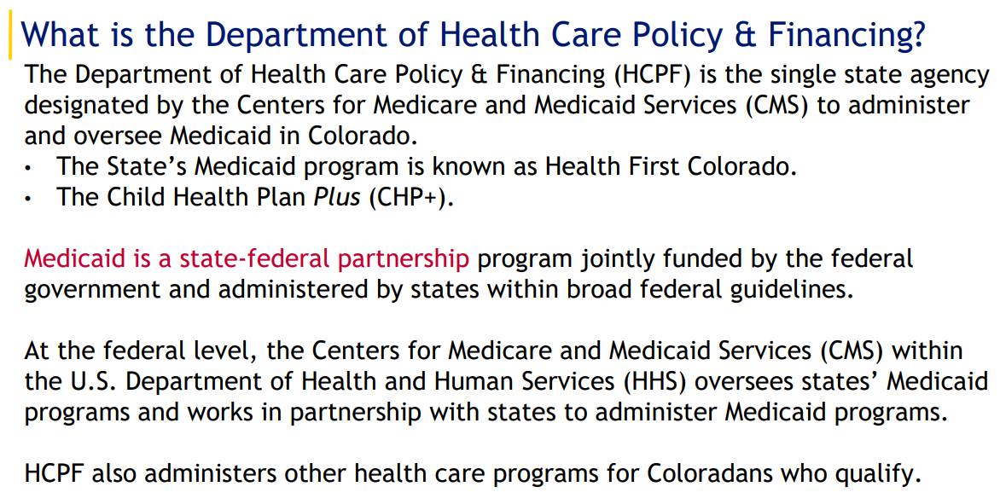 What is the Department of Health Care Policy & Financing?
The Department of Health Care Policy & Financing (HCPF) is the single state agency
designated by the Centers for Medicare and Medicaid Services (CMS) to administer
and oversee Medicaid in Colorado.
• The State’s Medicaid program is known as Health First Colorado.
• The Child Health Plan Plus (CHP+).
Medicaid is a state-federal partnership program jointly funded by the federal
government and administered by states within broad federal guidelines.
At the federal level, the Centers for Medicare and Medicaid Services (CMS) within
the U.S. Department of Health and Human Services (HHS) oversees states’ Medicaid
programs and works in partnership with states to administer Medicaid programs.
HCPF also administers other health care programs for Coloradans who qualify.